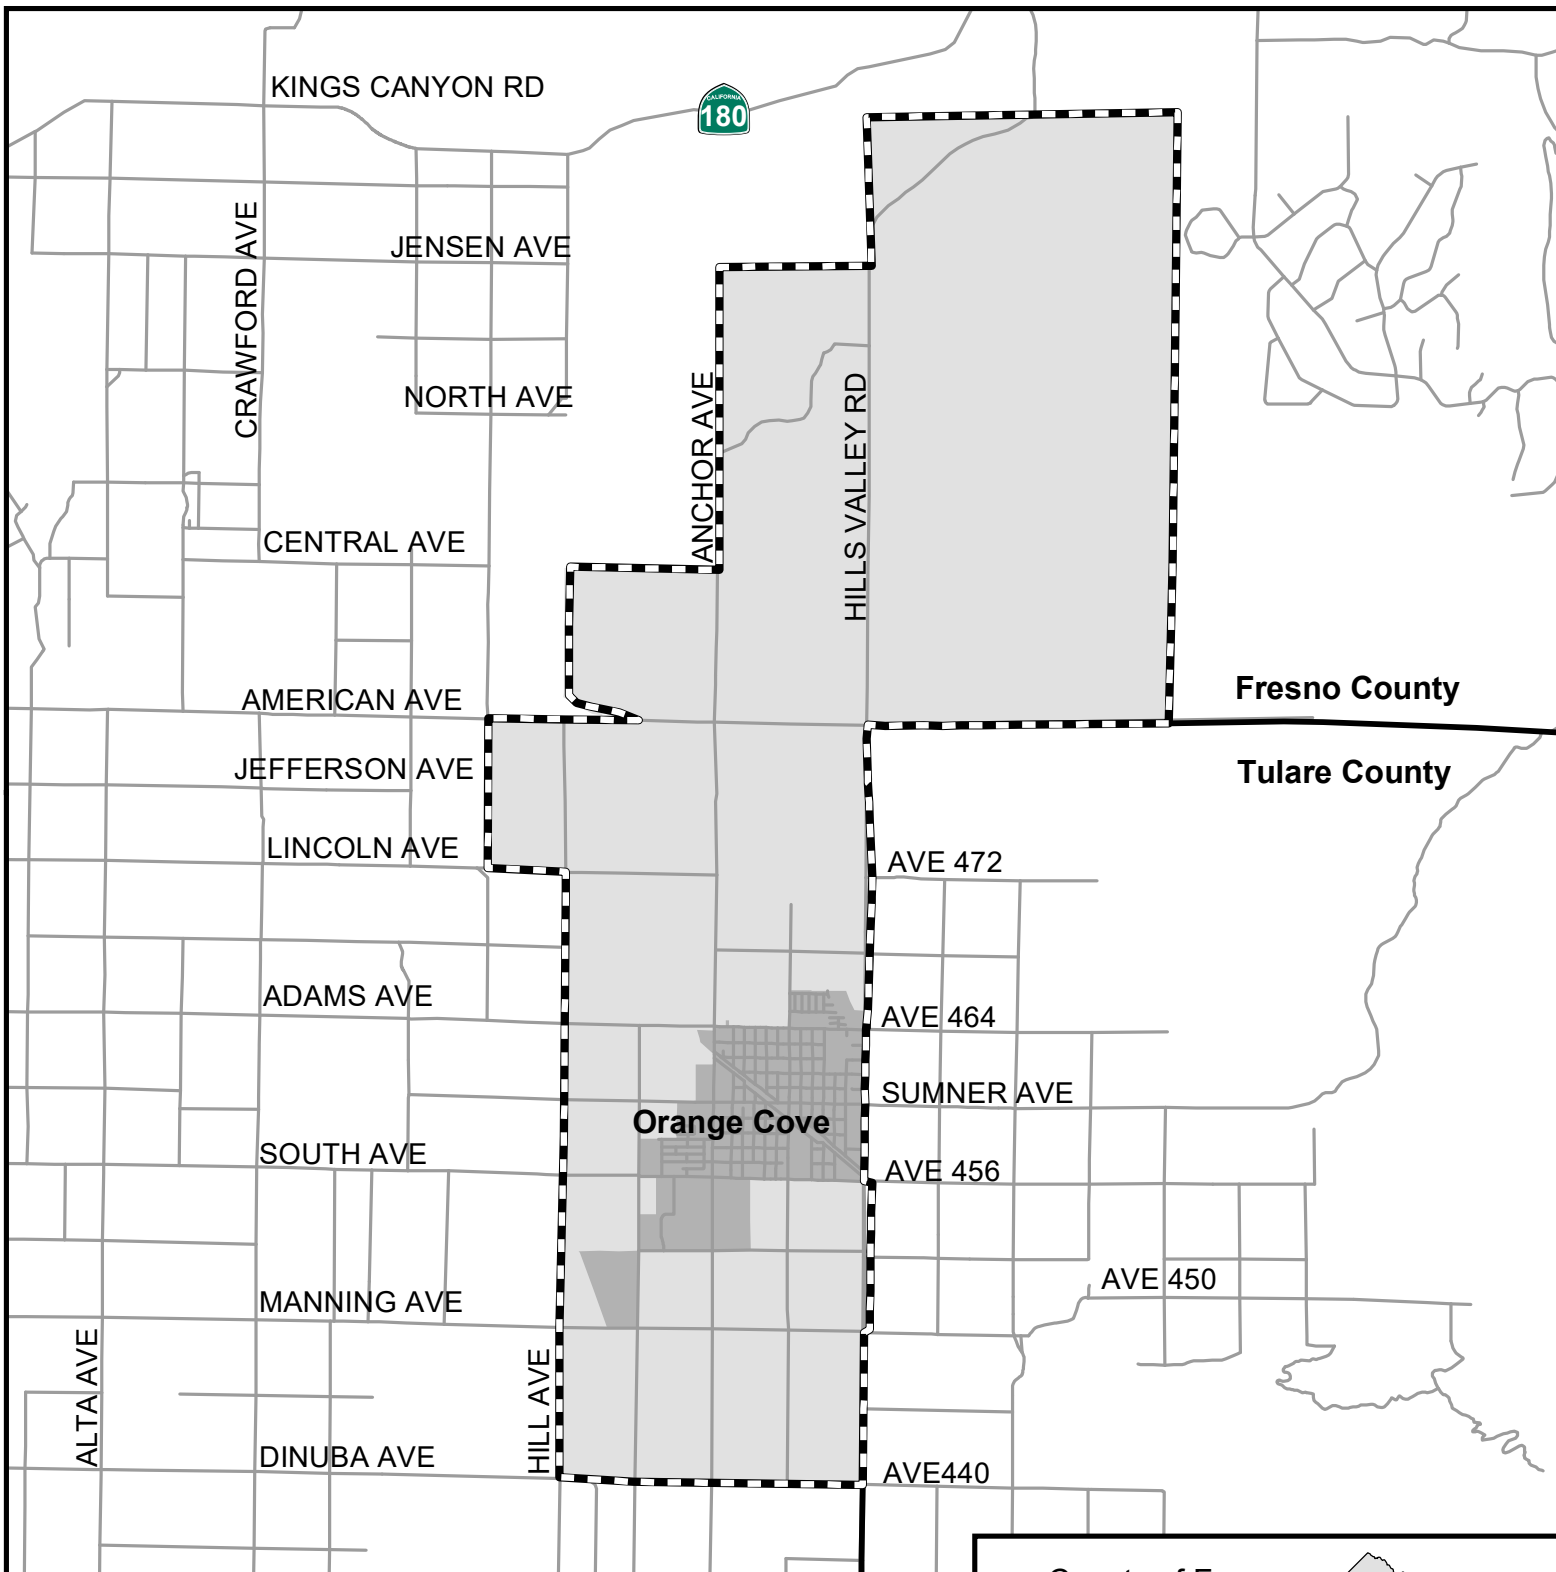 KINGS CANYON RD
CALIFORNIA
180
CRAWFORD AVE
JENSEN AVE
NORTH AVE
ANCHOR AVE
HILLS VALLEY RD
CENTRAL AVE
AMERICAN AVE
Fresno County
JEFFERSON AVE
Tulare County
LINCOLN AVE
AVE 472
ADAMS AVE
AVE 464
SUMNER AVE
Orange Cove
SOUTH AVE
AVE 456
AVE 450
MANNING AVE
ALTA AVE
HILL AVE
DINUBA AVE
AVE440